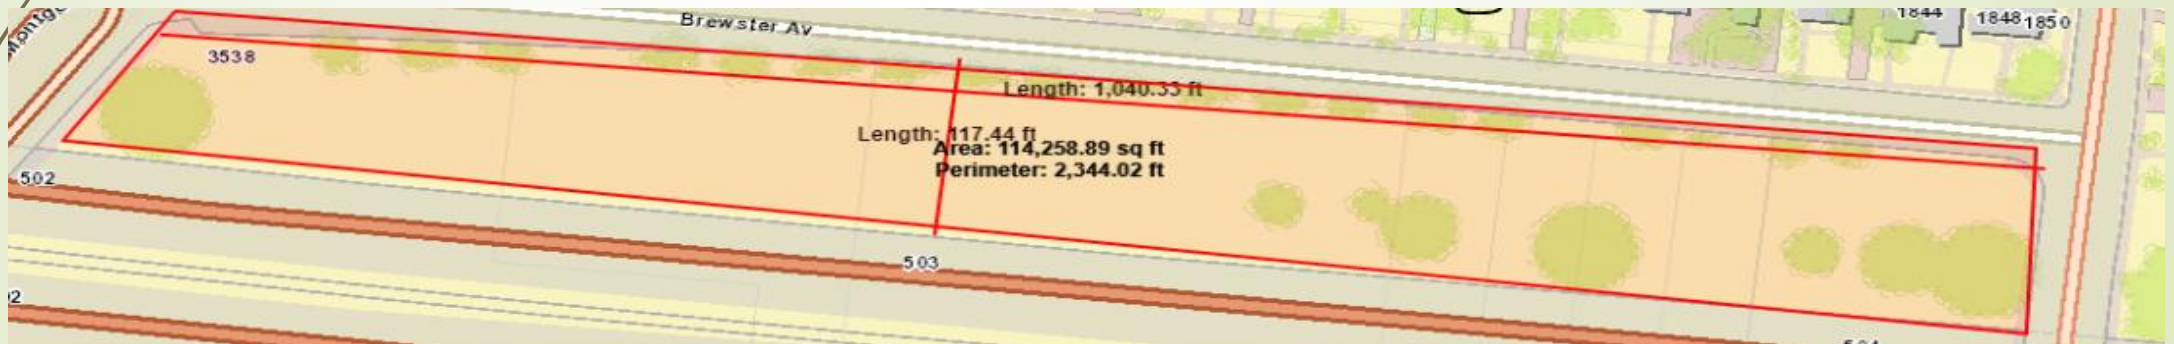 Brewster Av
1844
1848
1850
3538
Length: 1,040.33 ft
Length: 117.44 ft
Area: 114,258.89 sq ft
Perimeter: 2,344.02 ft
502
503